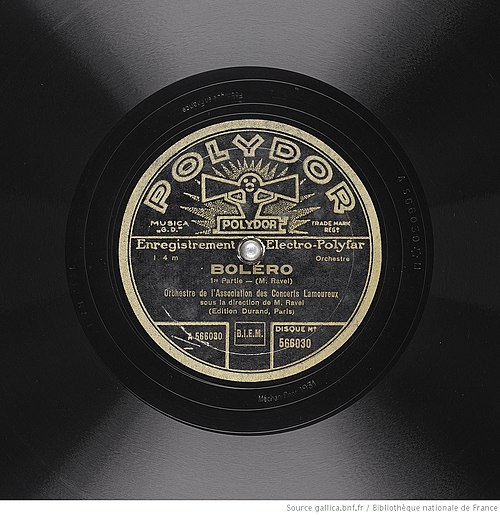 POLYDOR
MUSICA
"G.D."
POLYDOR
TRADE MARK
REGD
Enregistrement Electro-Polyfar
1 4 m
Orchestre
BOLÉRO
1re Partie — (M. Ravel)
Orchestre de l'Association des Concerts Lamoureux
sous la direction de M. Ravel
(Edition Durand, Paris)
A 566030
B.I.E.M.
DISQUE No
566030
Source gallica.bnf.fr / Bibliothèque nationale de France